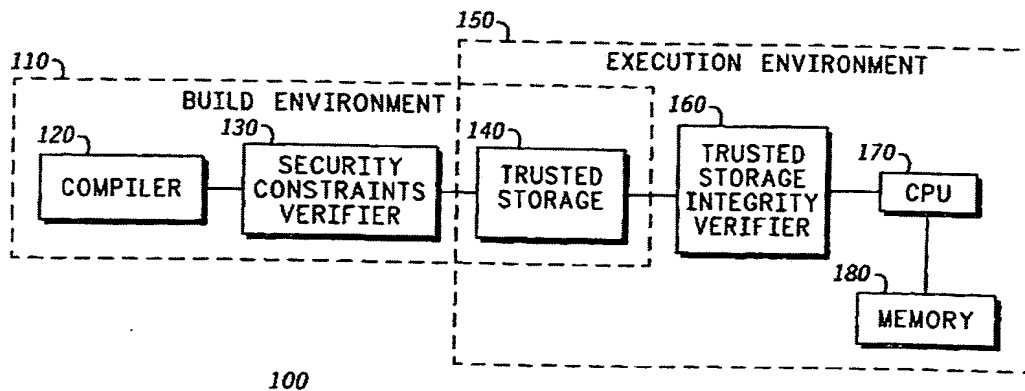 150
EXECUTION ENVIRONMENT
110
BUILD ENVIRONMENT
120
COMPILER
130
SECURITY
CONSTRAINTS
VERIFIER
140
TRUSTED
STORAGE
160
TRUSTED
STORAGE
INTEGRITY
VERIFIER
170
CPU
180
MEMORY
100